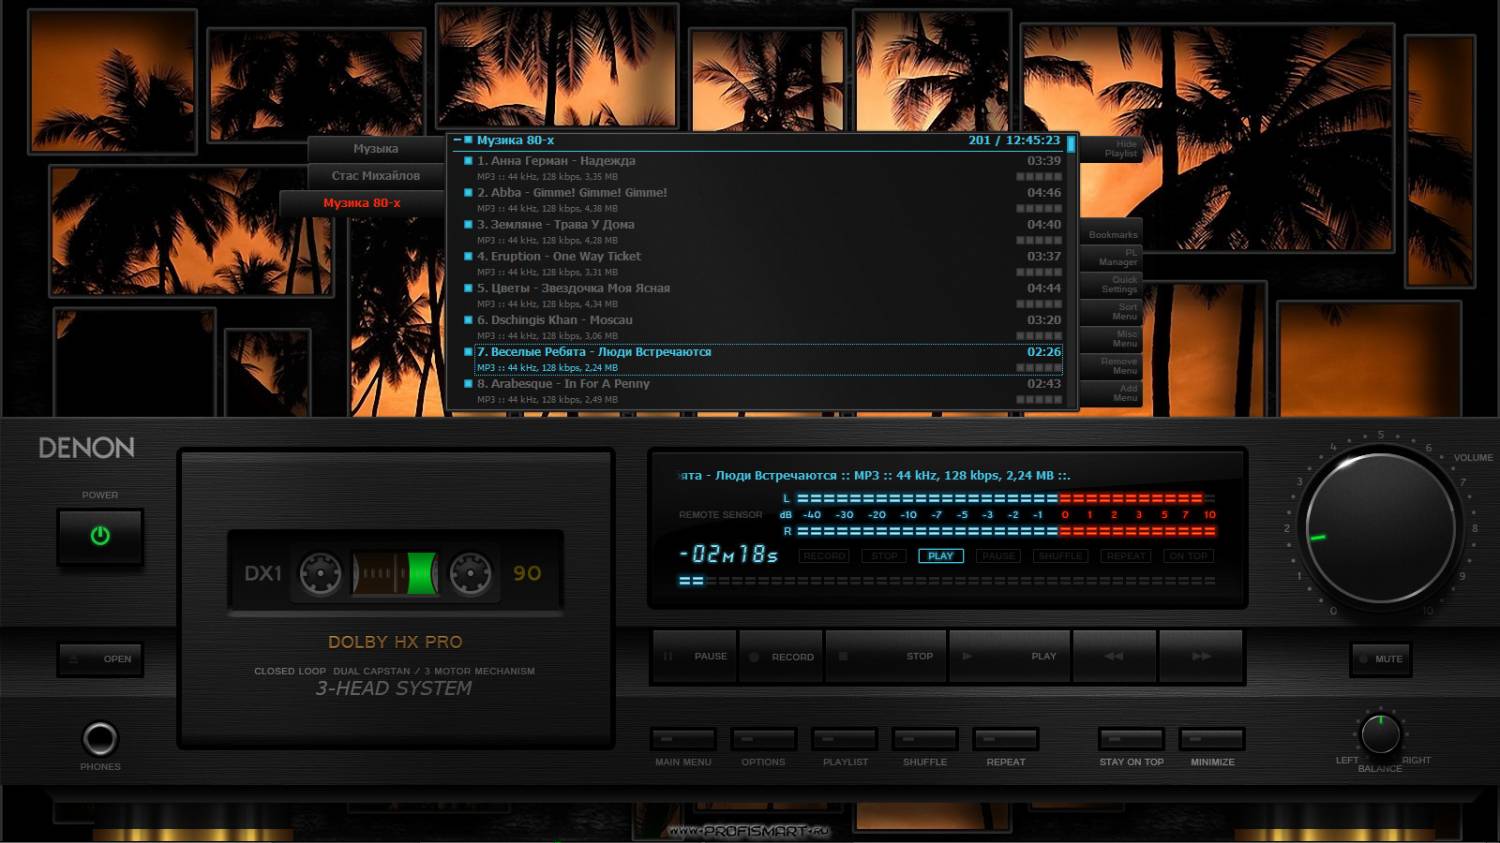 Музика 80-х 201 / 12:45:23
Музыка
Стас Михайлов
Музика 80-х
1. Анна Герман - Надежда 03:39
MP3 :: 44 kHz, 128 kbps, 3,35 MB
2. Abba - Gimme! Gimme! Gimme! 04:46
MP3 :: 44 kHz, 128 kbps, 4,38 MB
3. Земляне - Трава У Дома 04:40
MP3 :: 44 kHz, 128 kbps, 4,28 MB
4. Eruption - One Way Ticket 03:37
MP3 :: 44 kHz, 128 kbps, 3,31 MB
5. Цветы - Звездочка Моя Ясная 04:44
MP3 :: 44 kHz, 128 kbps, 4,34 MB
6. Dschingis Khan - Moscau 03:20
MP3 :: 44 kHz, 128 kbps, 3,06 MB
7. Веселые Ребята - Люди Встречаются 02:26
MP3 :: 44 kHz, 128 kbps, 2,24 MB
8. Arabesque - In For A Penny 02:43
MP3 :: 44 kHz, 128 kbps, 2,49 MB
Hide
Playlist
Bookmarks
PL
Manager
Quick
Settings
Sort
Menu
Misc
Menu
Remove
Menu
Add
Menu
DENON
POWER
OPEN
PHONES
DX1 90
DOLBY HX PRO
CLOSED LOOP DUAL CAPSTAN / 3 MOTOR MECHANISM
3-HEAD SYSTEM
ята - Люди Встречаются :: MP3 :: 44 kHz, 128 kbps, 2,24 MB ::.
L
REMOTE SENSOR dB -40 -30 -20 -10 -7 -5 -3 -2 -1 0 1 2 3 5 7 10
R
-02м18s RECORD STOP PLAY PAUSE SHUFFLE REPEAT ON TOP
PAUSE RECORD STOP PLAY
MAIN MENU OPTIONS PLAYLIST SHUFFLE REPEAT STAY ON TOP MINIMIZE
VOLUME
0 1 2 3 4 5 6 7 8 9 10
MUTE
LEFT RIGHT
BALANCE
www.PROFISMART.RU